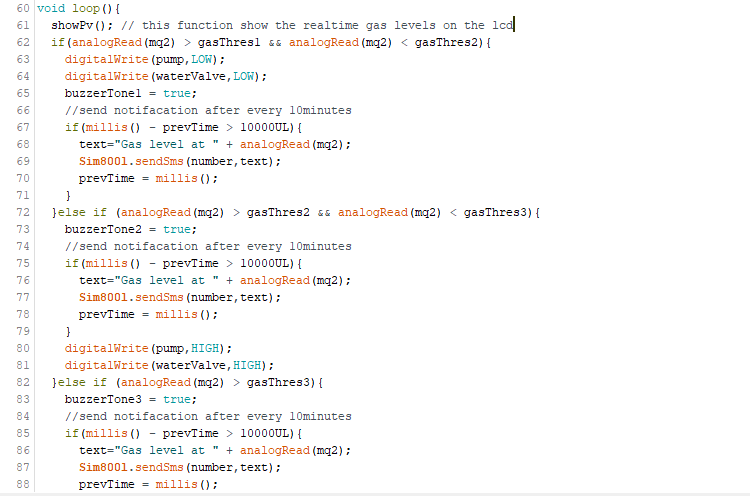 60 void loop(){
61 showPv(); // this function show the realtime gas levels on the lcd
62 if(analogRead(mq2) > gasThres1 && analogRead(mq2) < gasThres2){
63 digitalWrite(pump,LOW);
64 digitalWrite(waterValve,LOW);
65 buzzerTone1 = true;
66 //send notifacation after every 10minutes
67 if(millis() - prevTime > 10000UL){
68 text="Gas level at " + analogRead(mq2);
69 Sim800l.sendSms(number,text);
70 prevTime = millis();
71 }
72 }else if (analogRead(mq2) > gasThres2 && analogRead(mq2) < gasThres3){
73 buzzerTone2 = true;
74 //send notifacation after every 10minutes
75 if(millis() - prevTime > 10000UL){
76 text="Gas level at " + analogRead(mq2);
77 Sim800l.sendSms(number,text);
78 prevTime = millis();
79 }
80 digitalWrite(pump,HIGH);
81 digitalWrite(waterValve,HIGH);
82 }else if (analogRead(mq2) > gasThres3){
83 buzzerTone3 = true;
84 //send notifacation after every 10minutes
85 if(millis() - prevTime > 10000UL){
86 text="Gas level at " + analogRead(mq2);
87 Sim800l.sendSms(number,text);
88 prevTime = millis();